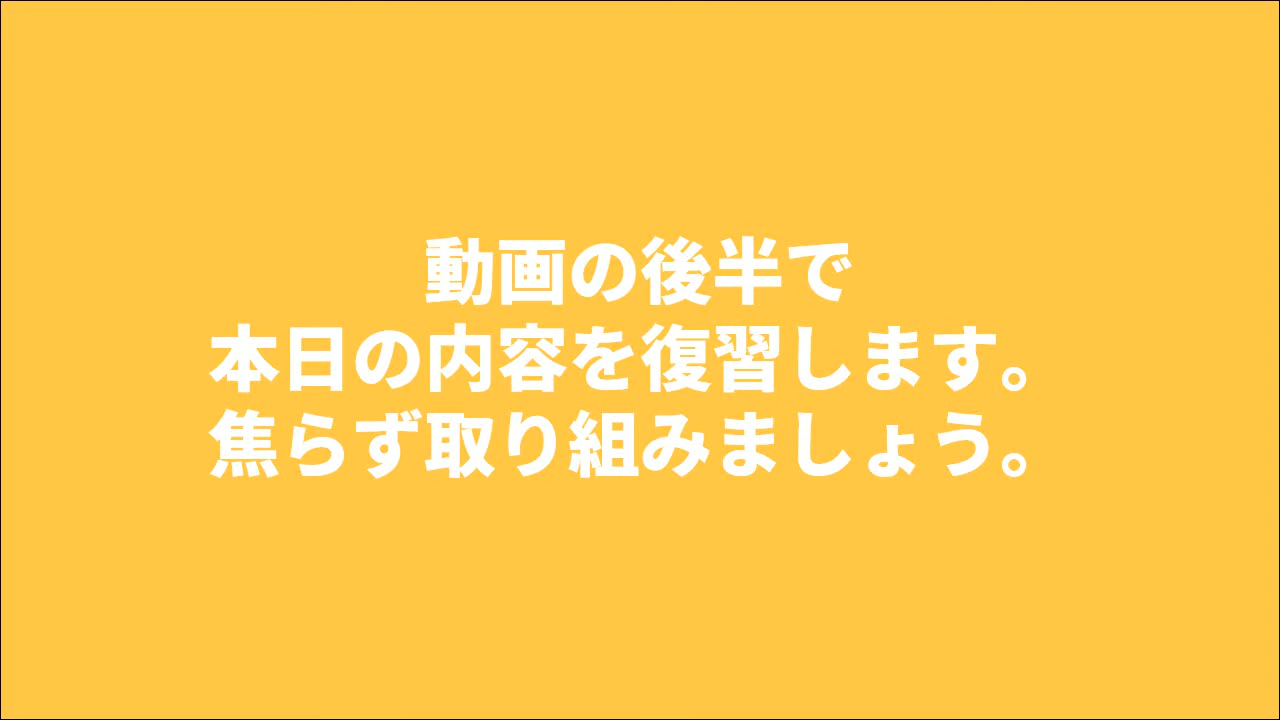 動画の後半で
本日の内容を復習します。
焦らず取り組みましょう。